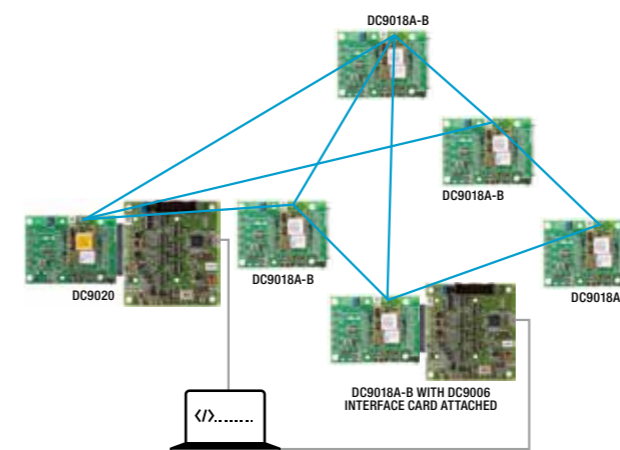 DC9018A-B
DC9018A-B
DC9018A-B
DC9020
DC9018A
DC9018A-B WITH DC9006
INTERFACE CARD ATTACHED
</>........